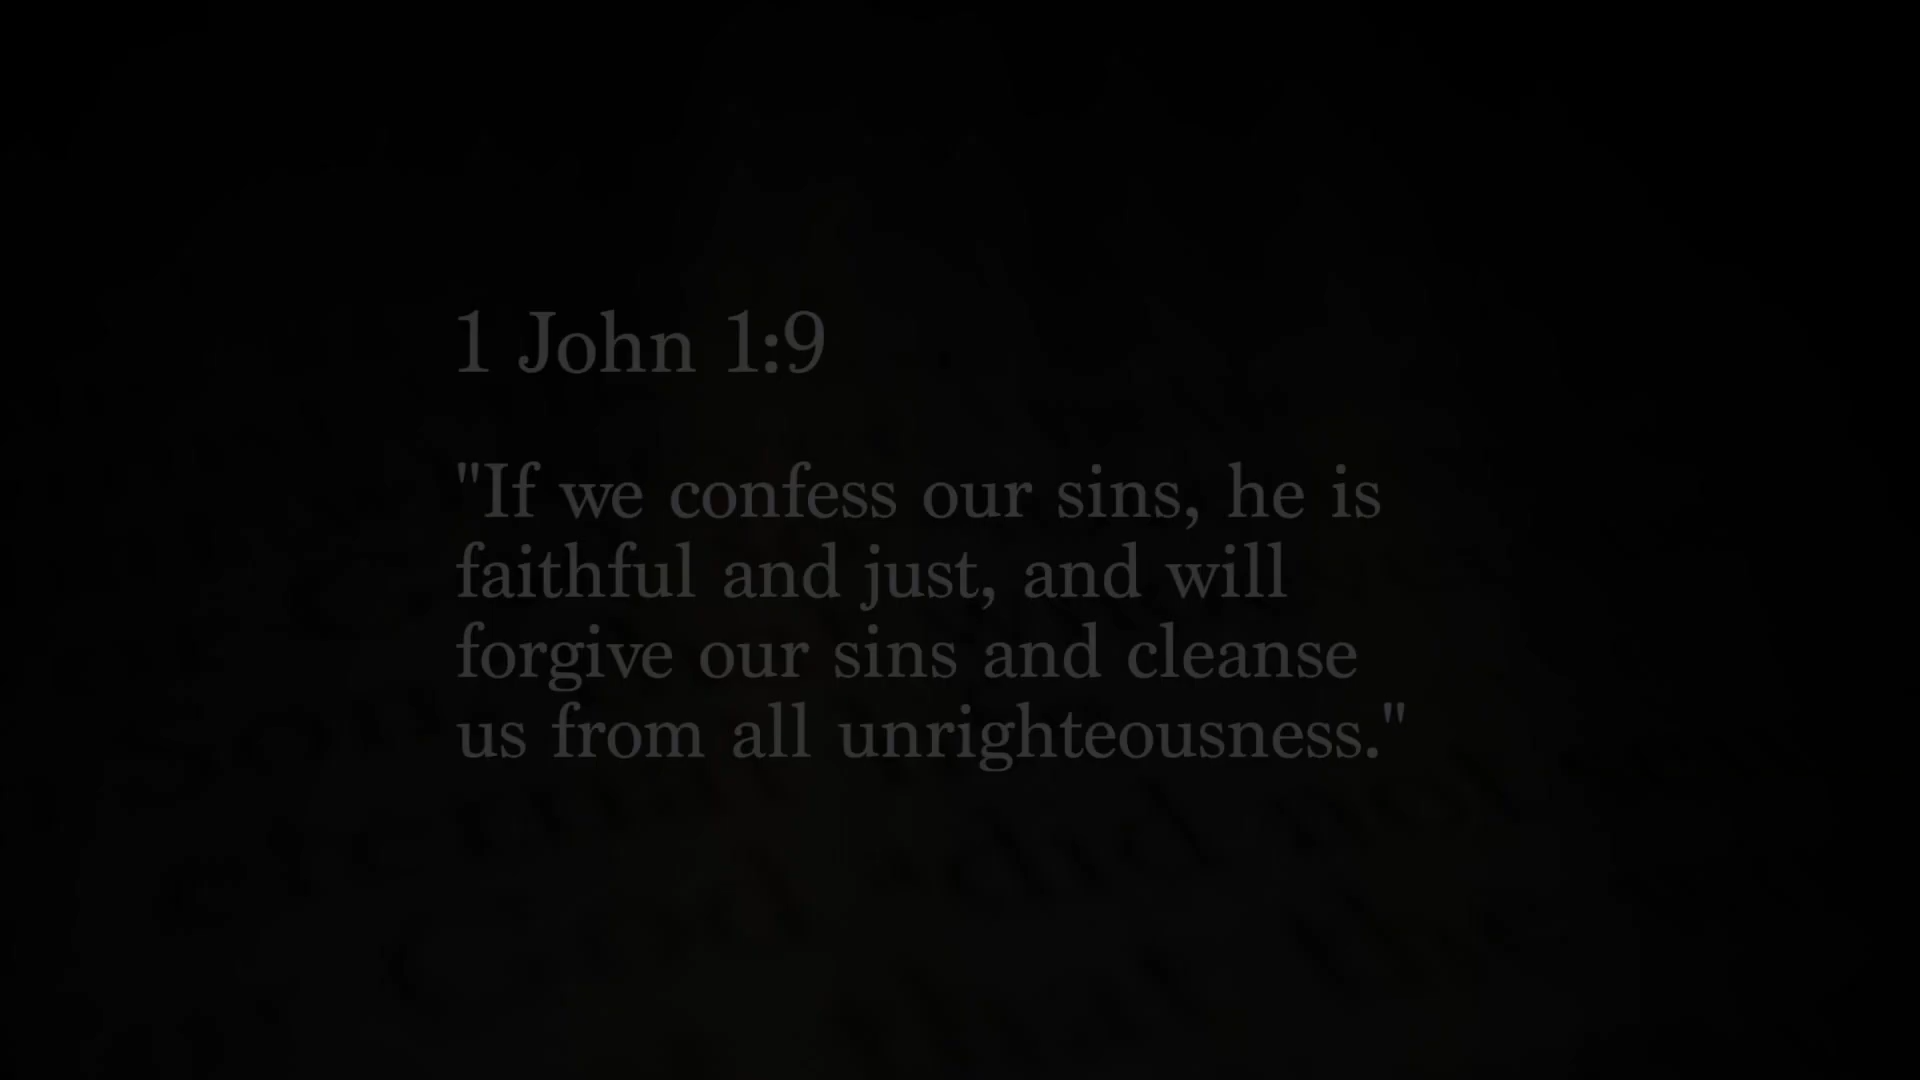 1 John 1:9
"If we confess our sins, he is
faithful and just, and will
forgive our sins and cleanse
us from all unrighteousness."